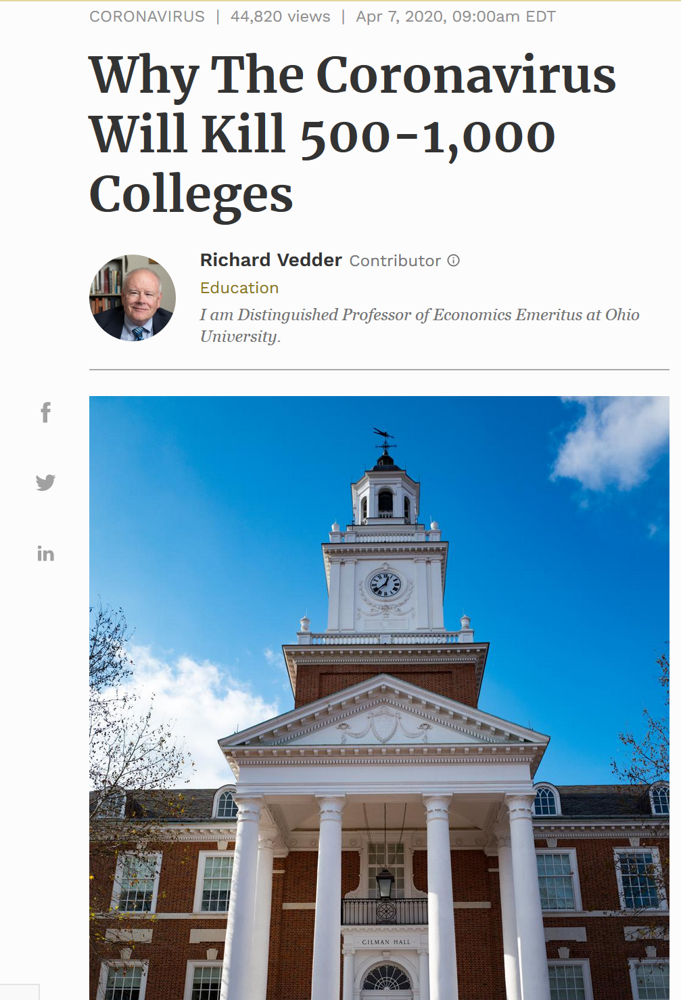 CORONAVIRUS | 44,820 views | Apr 7, 2020, 09:00am EDT
Why The Coronavirus
Will Kill 500-1,000
Colleges
Richard Vedder Contributor
Education
I am Distinguished Professor of Economics Emeritus at Ohio
University.
GILMAN HALL